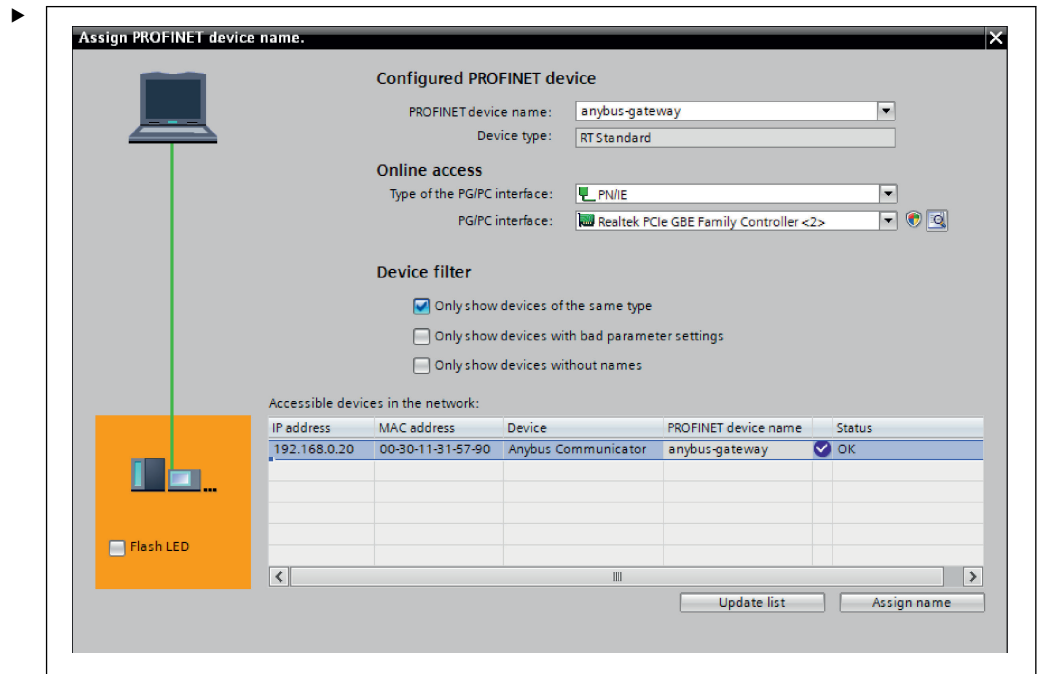 Assign PROFINET device name.
Configured PROFINET device
PROFINET device name: anybus-gateway
Device type: RT Standard
Online access
Type of the PG/PC interface: PN/IE
PG/PC interface: Realtek PCIe GBE Family Controller <2>
Device filter
Only show devices of the same type
Only show devices with bad parameter settings
Only show devices without names
Accessible devices in the network:
IP address MAC address Device PROFINET device name Status
192.168.0.20 00-30-11-31-57-90 Anybus Communicator anybus-gateway OK
Flash LED
Update list Assign name